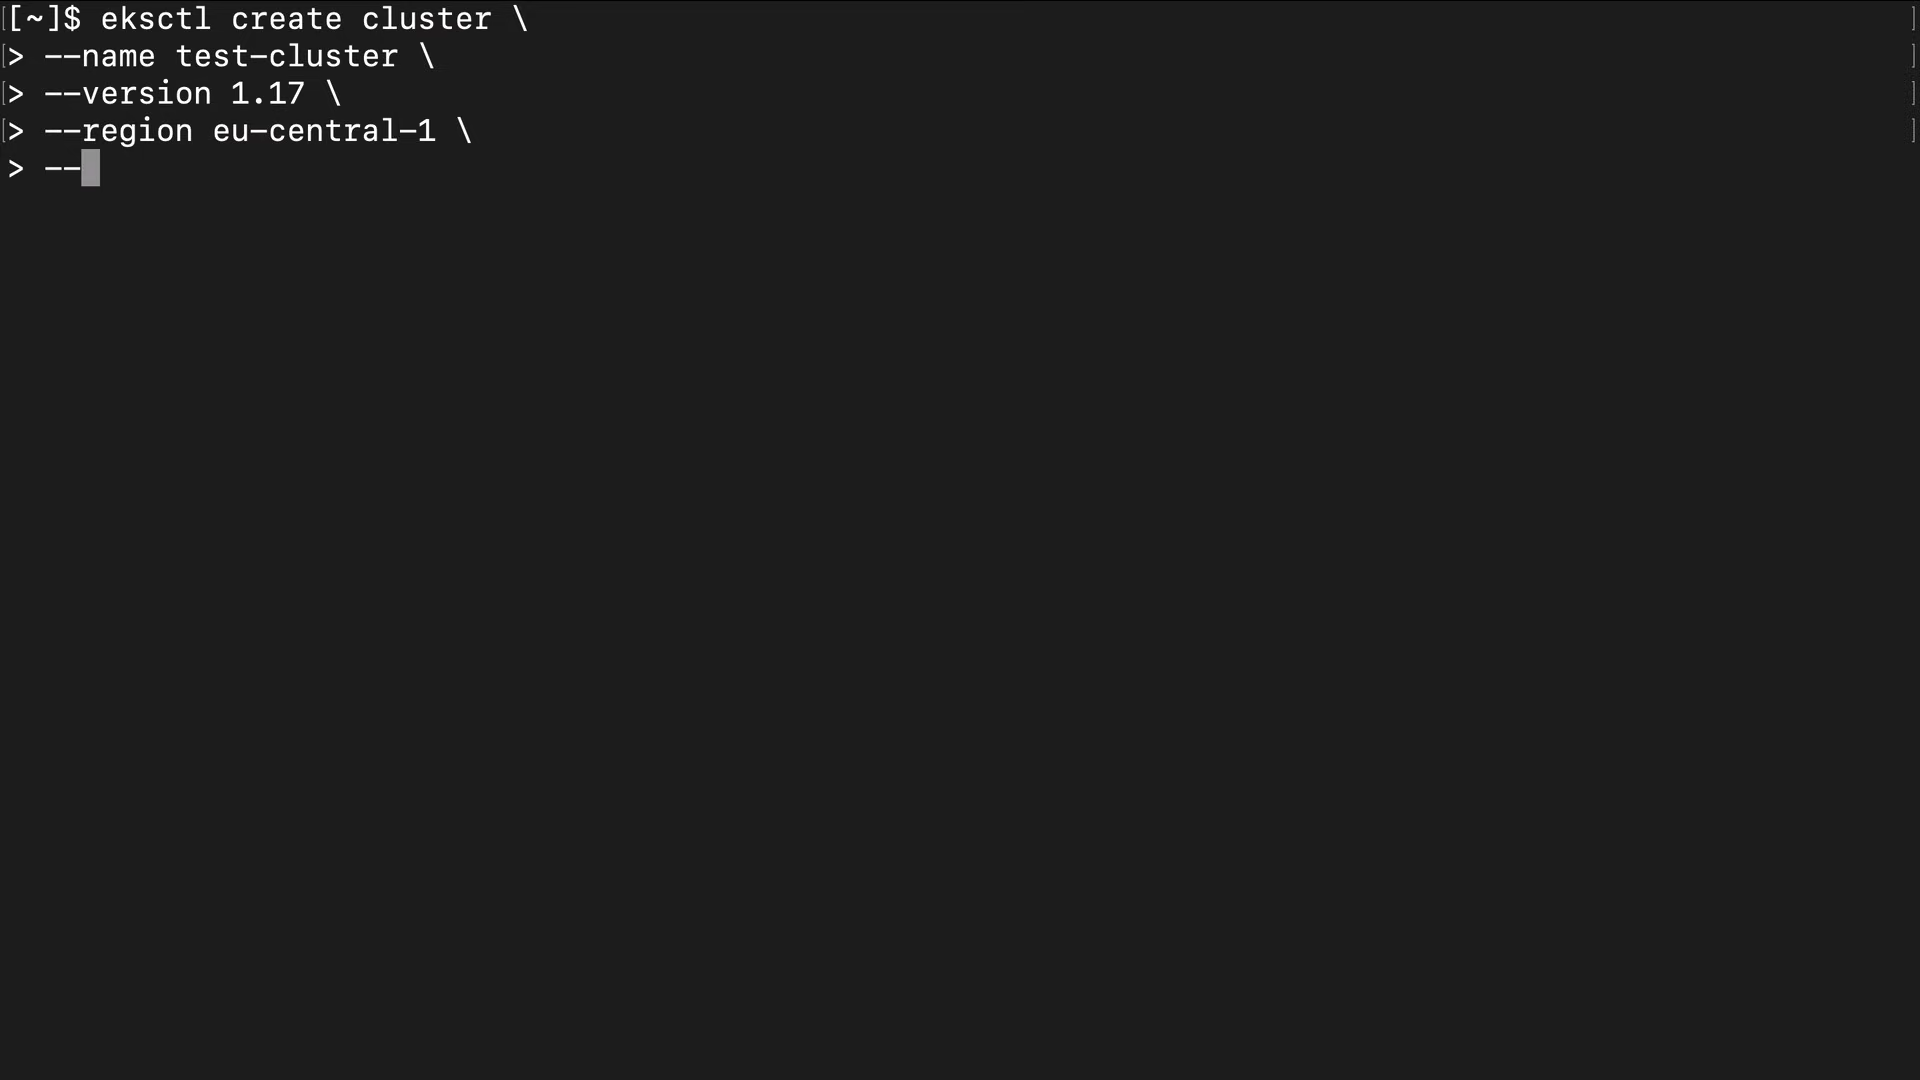 [~]$ eksctl create cluster \
> --name test-cluster \
> --version 1.17 \
> --region eu-central-1 \
> --